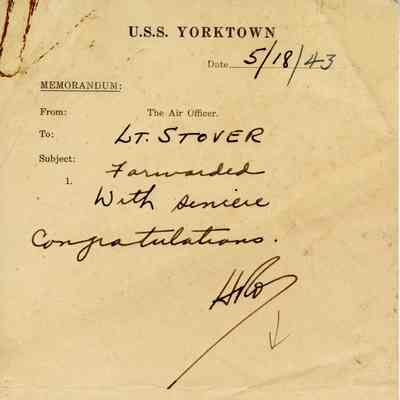 U.S.S. YORKTOWN
Date 5/18/43
MEMORANDUM:
From: The Air Officer.
To: LT. STOVER
Subject:
1. Forwarded
With sincere
Congratulations.